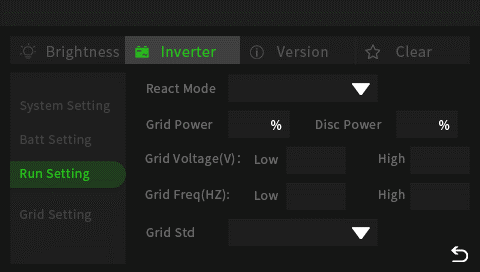 Brightness Inverter Version Clear
System Setting
Batt Setting
Run Setting
Grid Setting
React Mode
Grid Power % Disc Power %
Grid Voltage(V): Low High
Grid Freq(HZ): Low High
Grid Std